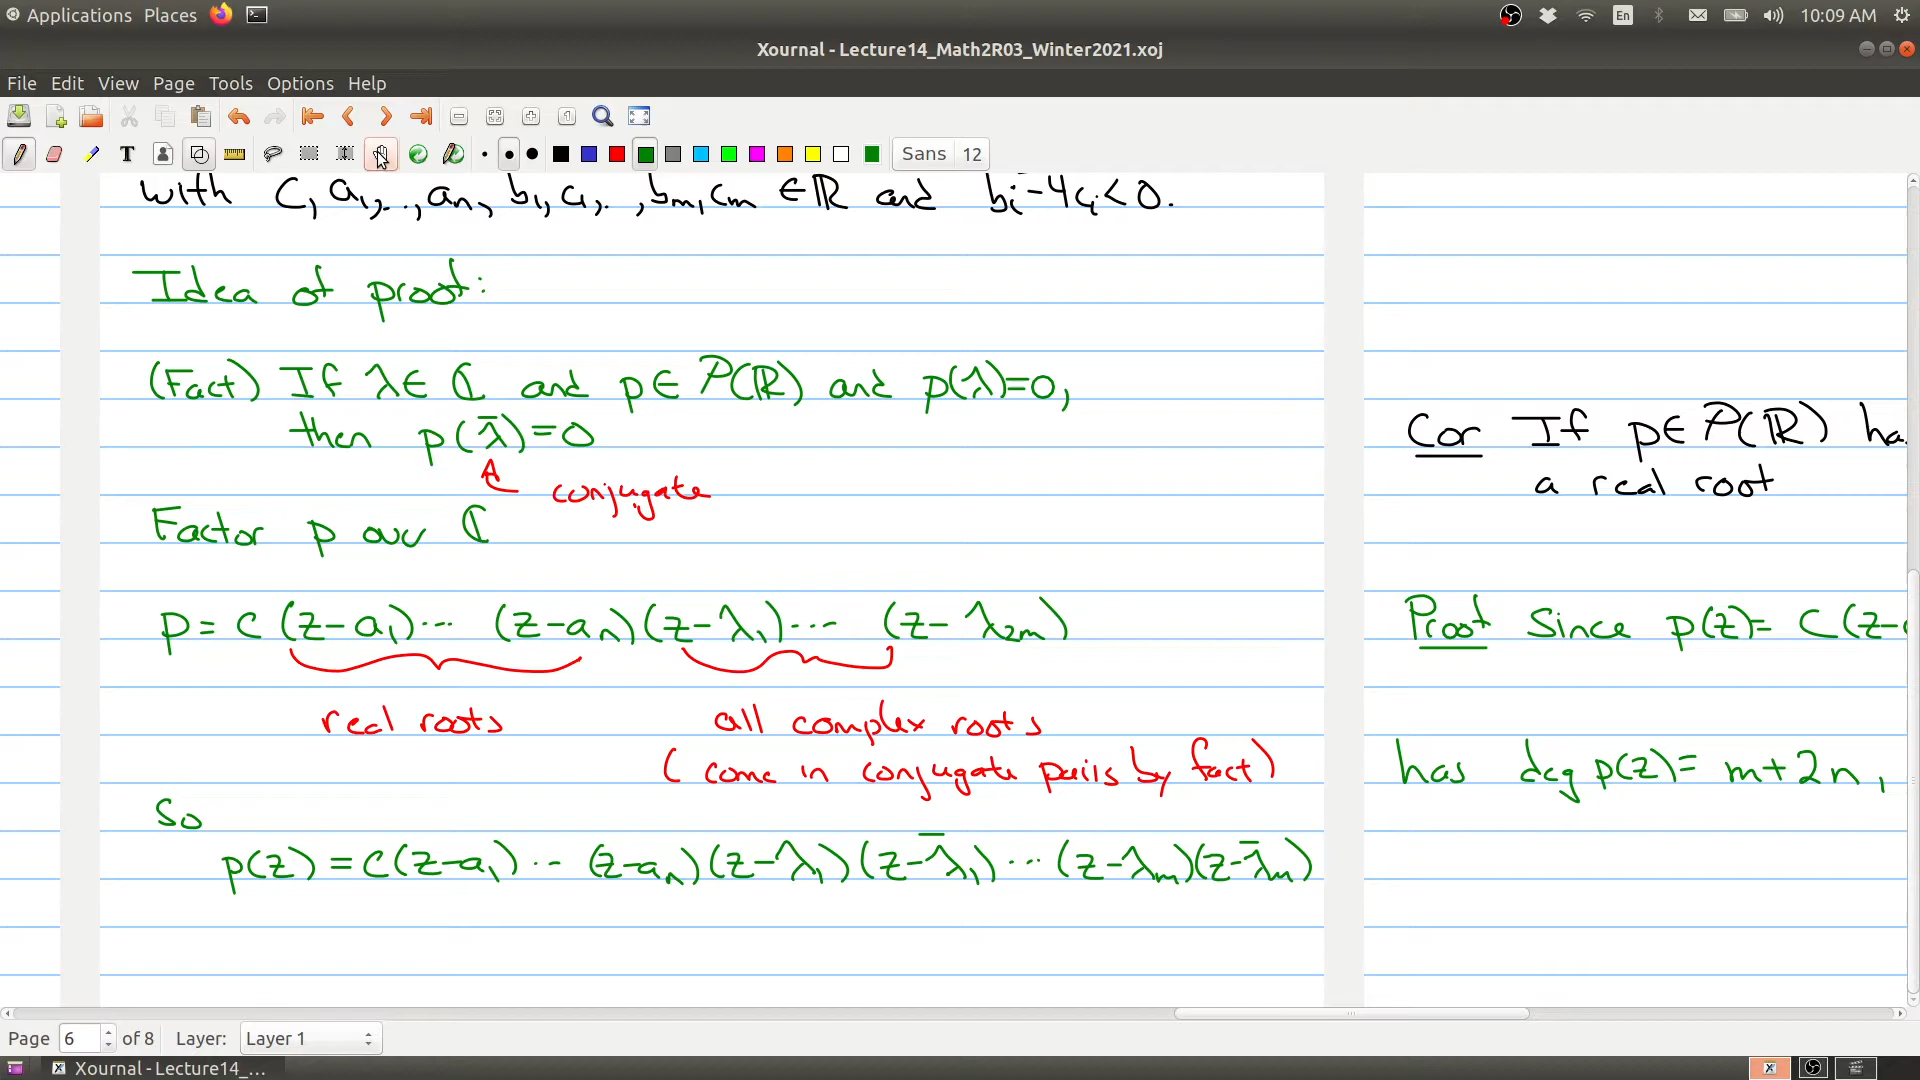 Applications Places En 10:09 AM
Xournal - Lecture14_Math2R03_Winter2021.xoj
File Edit View Page Tools Options Help
Sans 12
with C, a₁, .., aₙ, b₁, c₁, .., bₘ, cₘ ∈ ℝ and bᵢ - 4cᵢ < 0.
Idea of proof:
(Fact) If λ ∈ ℂ and p ∈ P(ℝ) and p(λ)=0,
then p(λ̄)=0
conjugate
Factor p over ℂ
p = C (z-a₁) ... (z-aₙ)(z-λ₁) ... (z-λ₂ₘ)
real roots all complex roots
(come in conjugate pairs by fact)
So
p(z) = C(z-a₁) ... (z-aₙ)(z-λ₁)(z-λ̄₁) ... (z-λₘ)(z-λ̄ₘ)
Cor If p ∈ P(ℝ) ha
a real root
Proof Since p(z) = C(z-
has deg p(z) = m+2n,
Page 6 of 8 Layer: Layer 1
Xournal - Lecture14_...